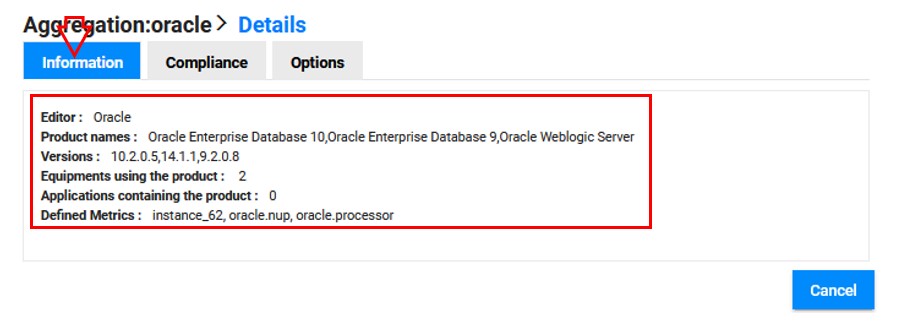 Aggregation:oracle > Details
Information Compliance Options
Editor : Oracle
Product names : Oracle Enterprise Database 10,Oracle Enterprise Database 9,Oracle Weblogic Server
Versions : 10.2.0.5,14.1.1,9.2.0.8
Equipments using the product : 2
Applications containing the product : 0
Defined Metrics : instance_62, oracle.nup, oracle.processor
Cancel